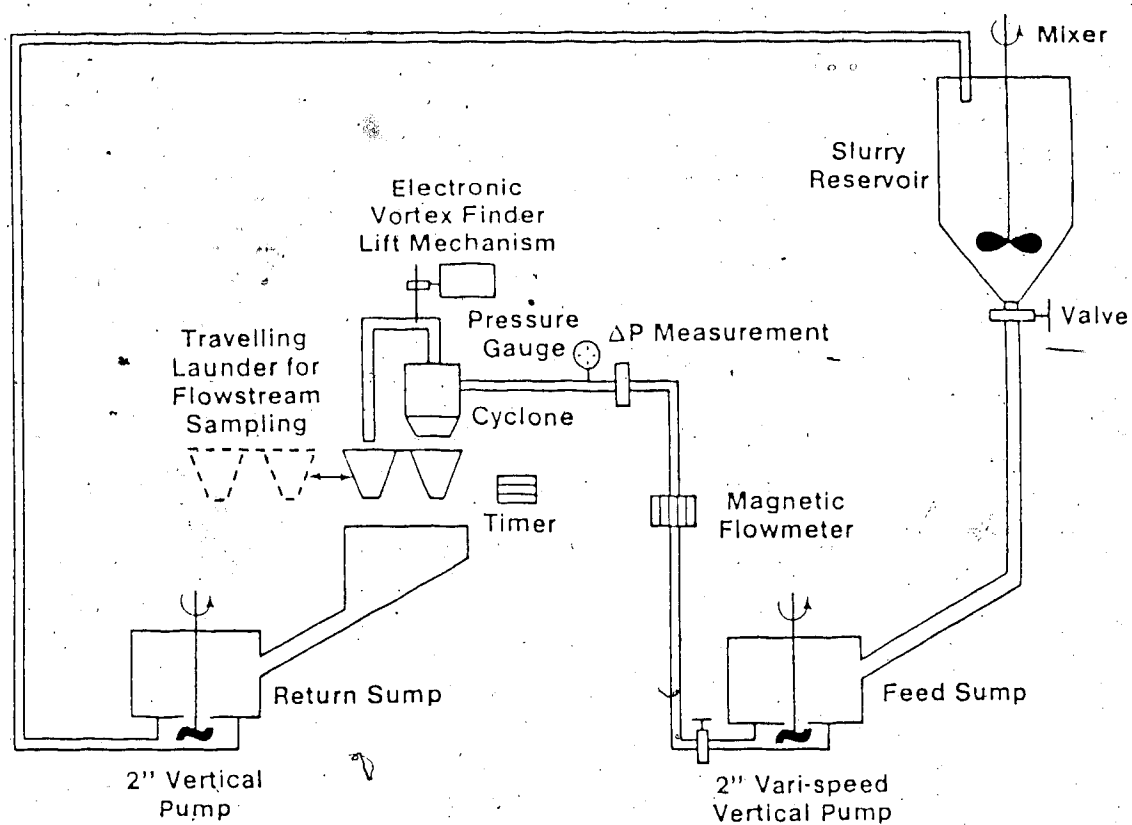 Mixer
Slurry
Reservoir
Valve
Electronic
Vortex Finder
Lift Mechanism
Pressure
Gauge
ΔP Measurement
Travelling
Launder for
Flowstream
Sampling
Cyclone
Timer
Magnetic
Flowmeter
Return Sump
Feed Sump
2" Vertical
Pump
2" Vari-speed
Vertical Pump